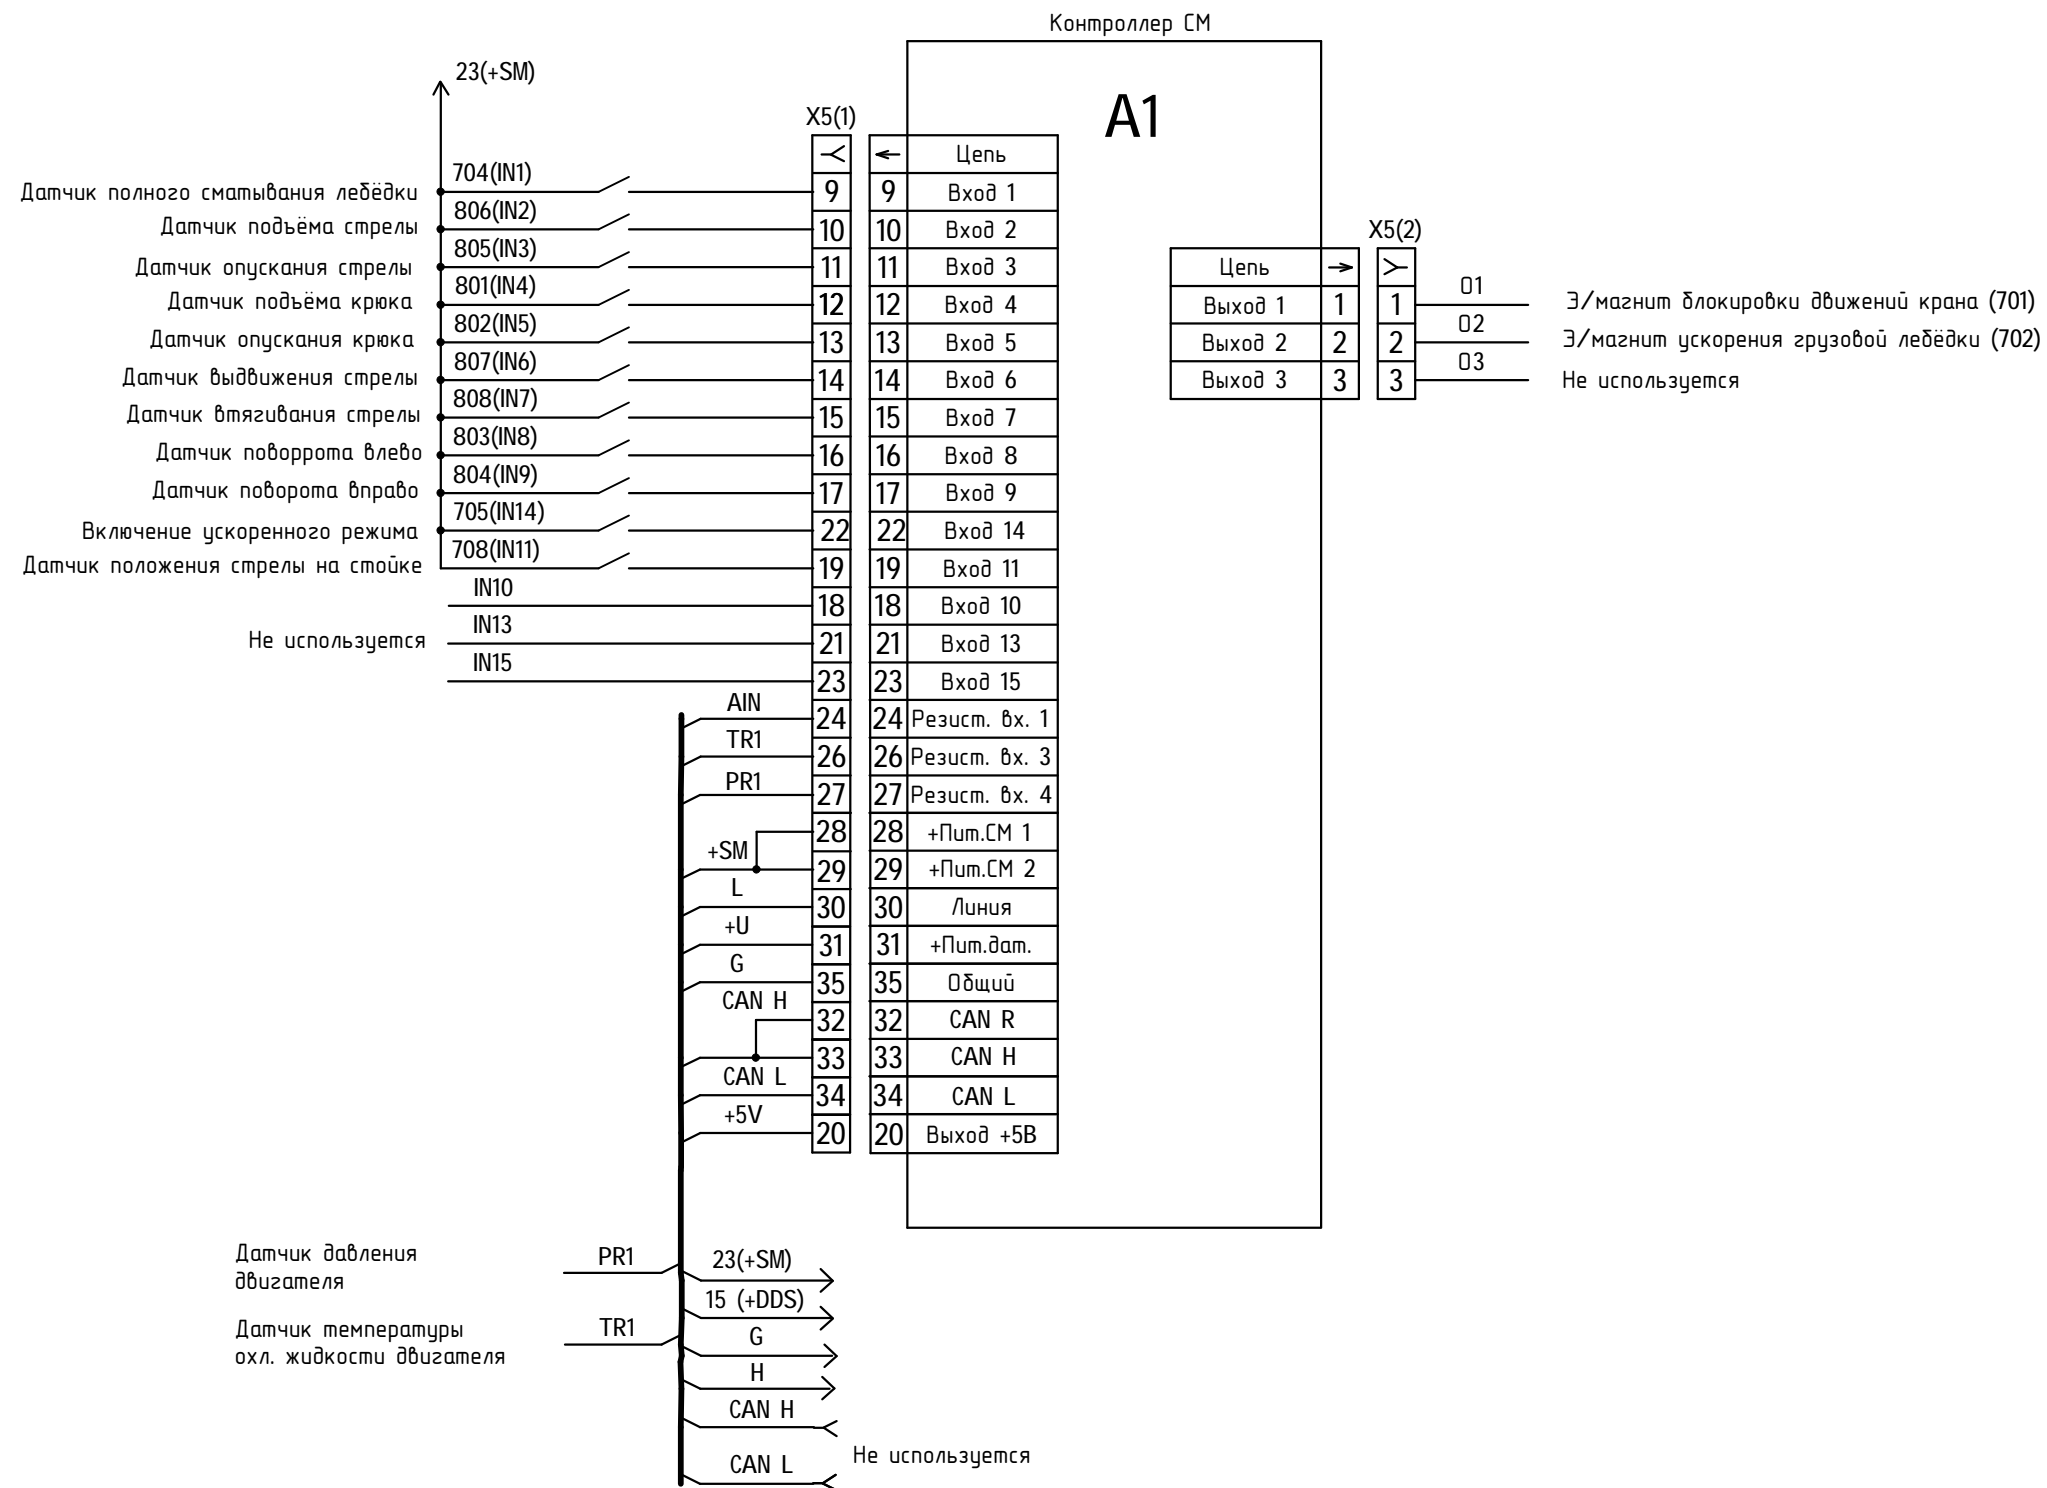 Контроллер СМ
23(+SM)
A1
X5(1)
Цепь
704(IN1)
Датчик полного сматывания лебёдки
9 9 Вход 1
806(IN2)
Датчик подъёма стрелы
10 10 Вход 2
805(IN3)
Датчик опускания стрелы
11 11 Вход 3
801(IN4)
Датчик подъёма крюка
12 12 Вход 4
802(IN5)
Датчик опускания крюка
13 13 Вход 5
807(IN6)
Датчик выдвижения стрелы
14 14 Вход 6
808(IN7)
Датчик втягивания стрелы
15 15 Вход 7
803(IN8)
Датчик поворрота влево
16 16 Вход 8
804(IN9)
Датчик поворота вправо
17 17 Вход 9
705(IN14)
Включение ускоренного режима
22 22 Вход 14
708(IN11)
Датчик положения стрелы на стойке
19 19 Вход 11
IN10
18 18 Вход 10
IN13
Не используется
21 21 Вход 13
IN15
23 23 Вход 15
AIN
24 24 Резист. вх. 1
TR1
26 26 Резист. вх. 3
PR1
27 27 Резист. вх. 4
28 28 +Пит.СМ 1
+SM
29 29 +Пит.СМ 2
L
30 30 Линия
+U
31 31 +Пит.дат.
G
35 35 Общий
CAN H
32 32 CAN R
33 33 CAN H
CAN L
34 34 CAN L
+5V
20 20 Выход +5В
X5(2)
Цепь
O1
Выход 1 1 1
Э/магнит блокировки движений крана (701)
O2
Выход 2 2 2
Э/магнит ускорения грузовой лебёдки (702)
O3
Выход 3 3 3
Не используется
Датчик давления
двигателя
PR1
Датчик температуры
охл. жидкости двигателя
TR1
23(+SM)
15 (+DDS)
G
H
CAN H
Не используется
CAN L